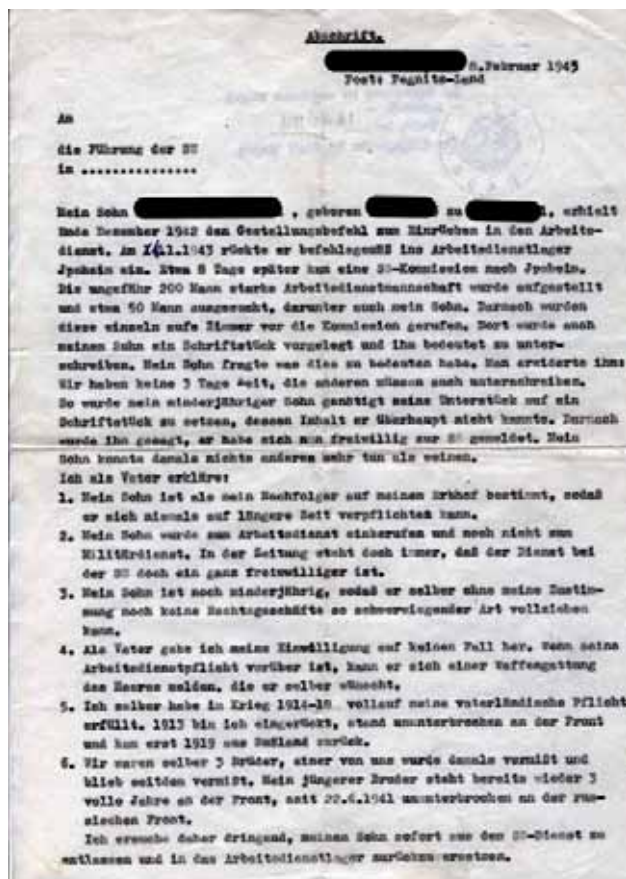 Abschrift.
8.Februar 1943
Post: Pegnitz-Land
An
die Führung der SS
in ...............
Mein Sohn , geboren zu , erhielt
Ende Dezember 1942 den Gestellungsbefehl zum Einrücken in den Arbeits-
dienst. Am 1943 rückte er befehlsgemäß ins Arbeitsdienstlager
Ipsheim ein. Etwa 8 Tage später kam eine SS-Kommission nach Ipsheim.
Die ungefähr 200 Mann starke Arbeitsdienstmannschaft wurde aufgestellt
und etwa 50 Mann ausgesucht, darunter auch mein Sohn. Darnach wurden
diese einzeln aufs Zimmer vor die Kommission gerufen. Dort wurde auch
meinem Sohn ein Schriftstück vorgelegt und ihm bedeutet zu unter-
schreiben. Mein Sohn fragte was dies zu bedeuten habe. Man erwiderte ihm:
Wir haben keine 3 Tage Zeit, die anderen müssen auch unterschreiben.
So wurde mein minderjähriger Sohn genötigt seine Unterstück auf ein
Schriftstück zu setzen, dessen Inhalt er überhaupt nicht kannte. Darnach
wurde ihm gesagt, er habe sich nun freiwillig zur SS gemeldet. Mein
Sohn konnte damals nichts anderes mehr tun als weinen.
Ich als Vater erkläre:
1. Mein Sohn ist als mein Nachfolger auf meinem Erbhof bestimmt, sodaß
er sich niemals auf längere Zeit verpflichten kann.
2. Mein Sohn wurde zum Arbeitsdienst einberufen und noch nicht zum
Militärdienst. In der Zeitung steht doch immer, daß der Dienst bei
der SS doch ein ganz freiwilliger ist.
3. Mein Sohn ist noch minderjährig, sodaß er selber ohne meine Zustim-
mung noch keine Rechtsgeschäfte so schwerwiegender Art vollziehen
kann.
4. Als Vater gebe ich meine Einwilligung auf keinen Fall her. Wenn seine
Arbeitsdienstpflicht vorüber ist, kann er sich einer Waffengattung
des Heeres melden, die er selber wünscht.
5. Ich selber habe im Krieg 1914-18 vollauf meine vaterländische Pflicht
erfüllt. 1915 bin ich eingerückt, stand ununterbrochen an der Front
und kam erst 1919 aus Rußland zurück.
6. Wir waren selber 3 Brüder, einer von uns wurde damals vermißt und
blieb seitdem vermißt. Mein jüngerer Bruder steht bereits wieder 3
volle Jahre an der Front, seit 22.6.1941 ununterbrochen an der rus-
sischen Front.
Ich ersuche daher dringend, meinen Sohn sofort aus dem SS-Dienst zu
entlassen und in das Arbeitsdienstlager zurückzuversetzen.